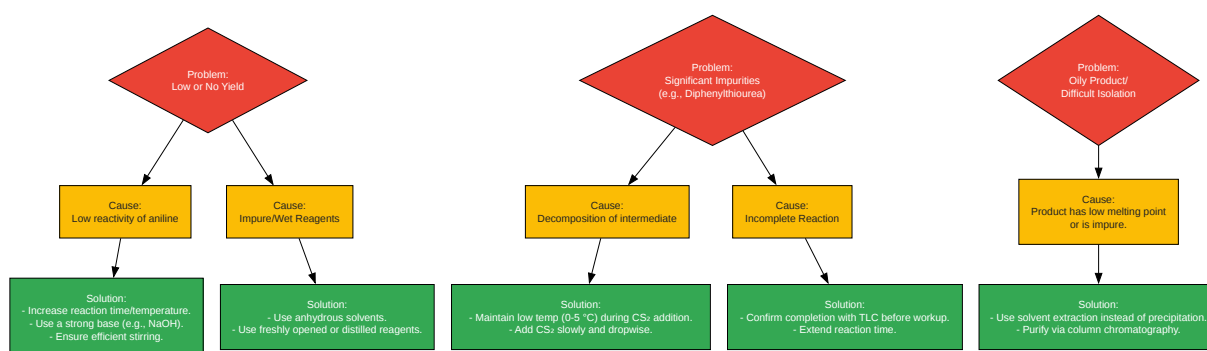 Problem:
Low or No Yield
Problem:
Significant Impurities
(e.g., Diphenylthiourea)
Problem:
Oily Product/
Difficult Isolation
Cause:
Low reactivity of aniline
Cause:
Impure/Wet Reagents
Cause:
Decomposition of intermediate
Cause:
Incomplete Reaction
Cause:
Product has low melting point
or is impure.
Solution:
- Increase reaction time/temperature.
- Use a strong base (e.g., NaOH).
- Ensure efficient stirring.
Solution:
- Use anhydrous solvents.
- Use freshly opened or distilled reagents.
Solution:
- Maintain low temp (0-5 °C) during CS₂ addition.
- Add CS₂ slowly and dropwise.
Solution:
- Confirm completion with TLC before workup.
- Extend reaction time.
Solution:
- Use solvent extraction instead of precipitation.
- Purify via column chromatography.